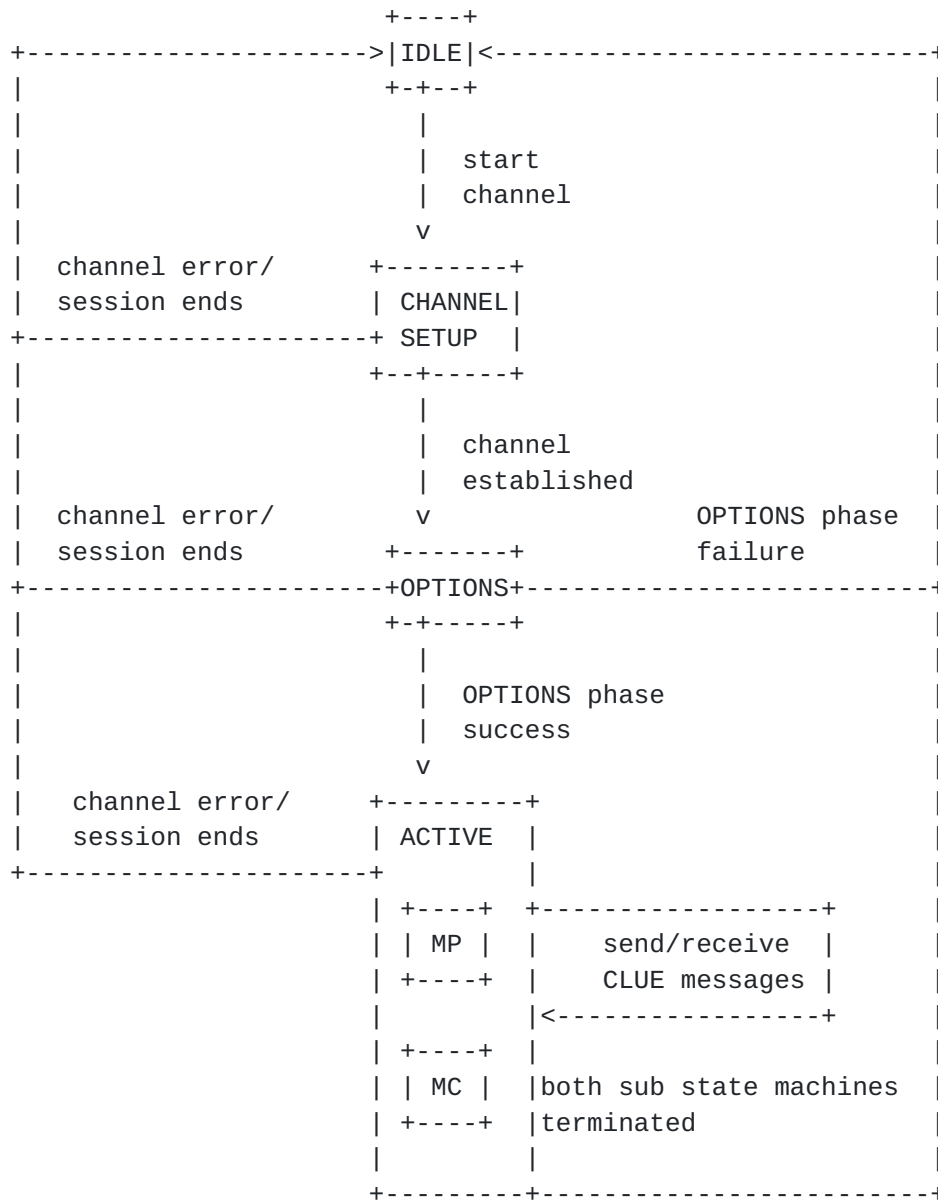 IDLE
start
channel
channel error/
session ends
CHANNEL
SETUP
channel
established
channel error/
session ends
OPTIONS phase
failure
OPTIONS
OPTIONS phase
success
channel error/
session ends
ACTIVE
MP
send/receive
CLUE messages
MC
both sub state machines
terminated